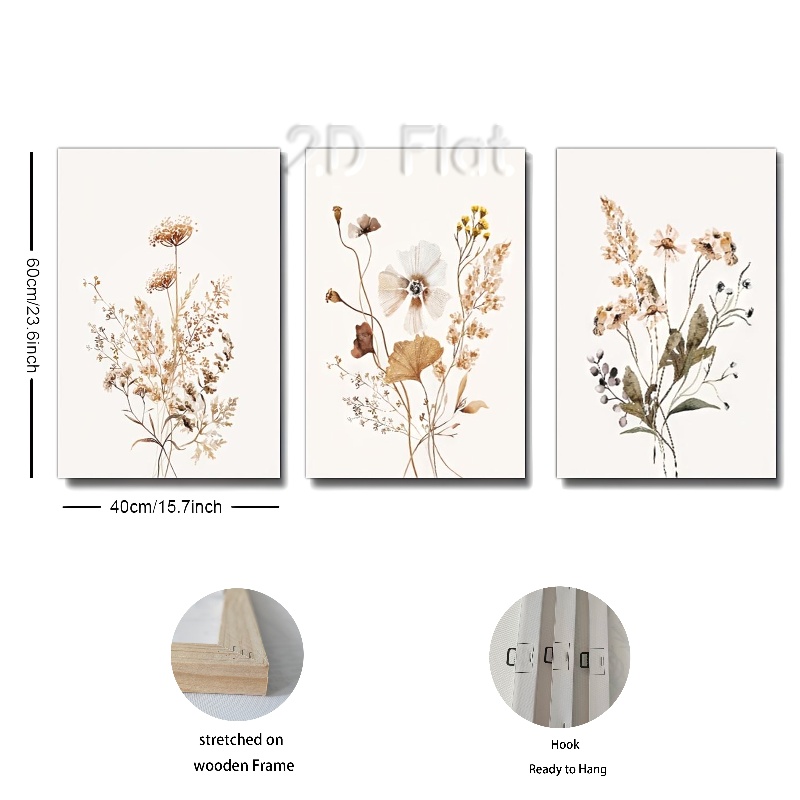 2D Flat
60cm/23.6inch
40cm/15.7inch
stretched on
wooden Frame
Hook
Ready to Hang